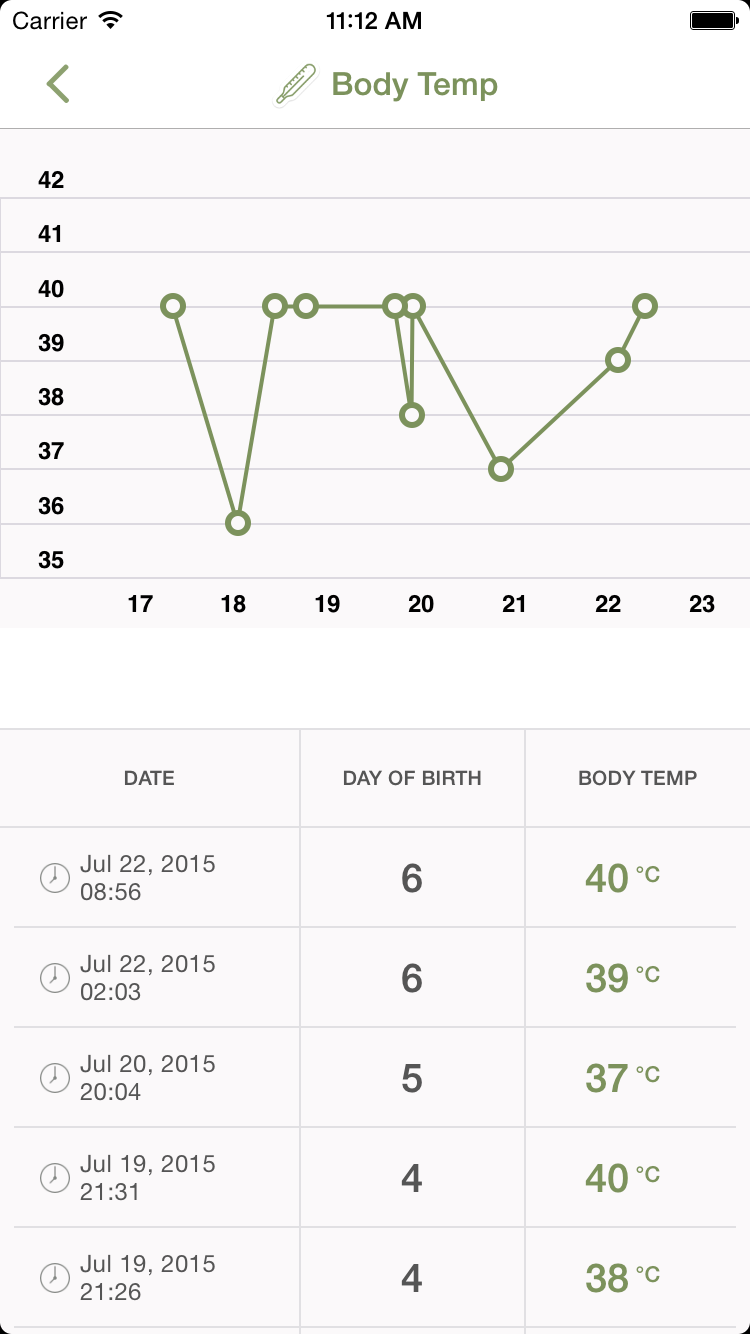 Carrier 11:12 AM
Body Temp
42
41
40
39
38
37
36
35
17 18 19 20 21 22 23
DATE DAY OF BIRTH BODY TEMP
Jul 22, 2015
08:56
6 40 °C
Jul 22, 2015
02:03
6 39 °C
Jul 20, 2015
20:04
5 37 °C
Jul 19, 2015
21:31
4 40 °C
Jul 19, 2015
21:26
4 38 °C